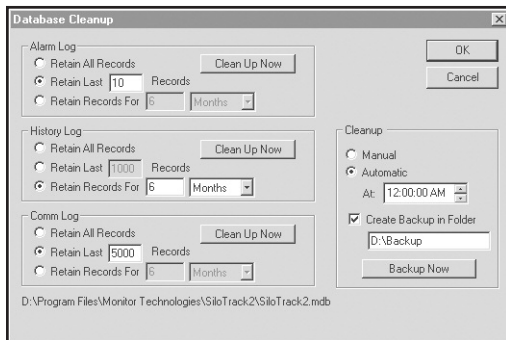 Database Cleanup
Alarm Log
Retain All Records
Clean Up Now
Retain Last 10 Records
Retain Records For 6 Months
History Log
Retain All Records
Clean Up Now
Retain Last 1000 Records
Retain Records For 6 Months
Comm Log
Retain All Records
Clean Up Now
Retain Last 5000 Records
Retain Records For 6 Months
D:\Program Files\Monitor Technologies\SiloTrack2\SiloTrack2.mdb
OK
Cancel
Cleanup
Manual
Automatic
At: 12:00:00 AM
Create Backup in Folder
D:\Backup
Backup Now